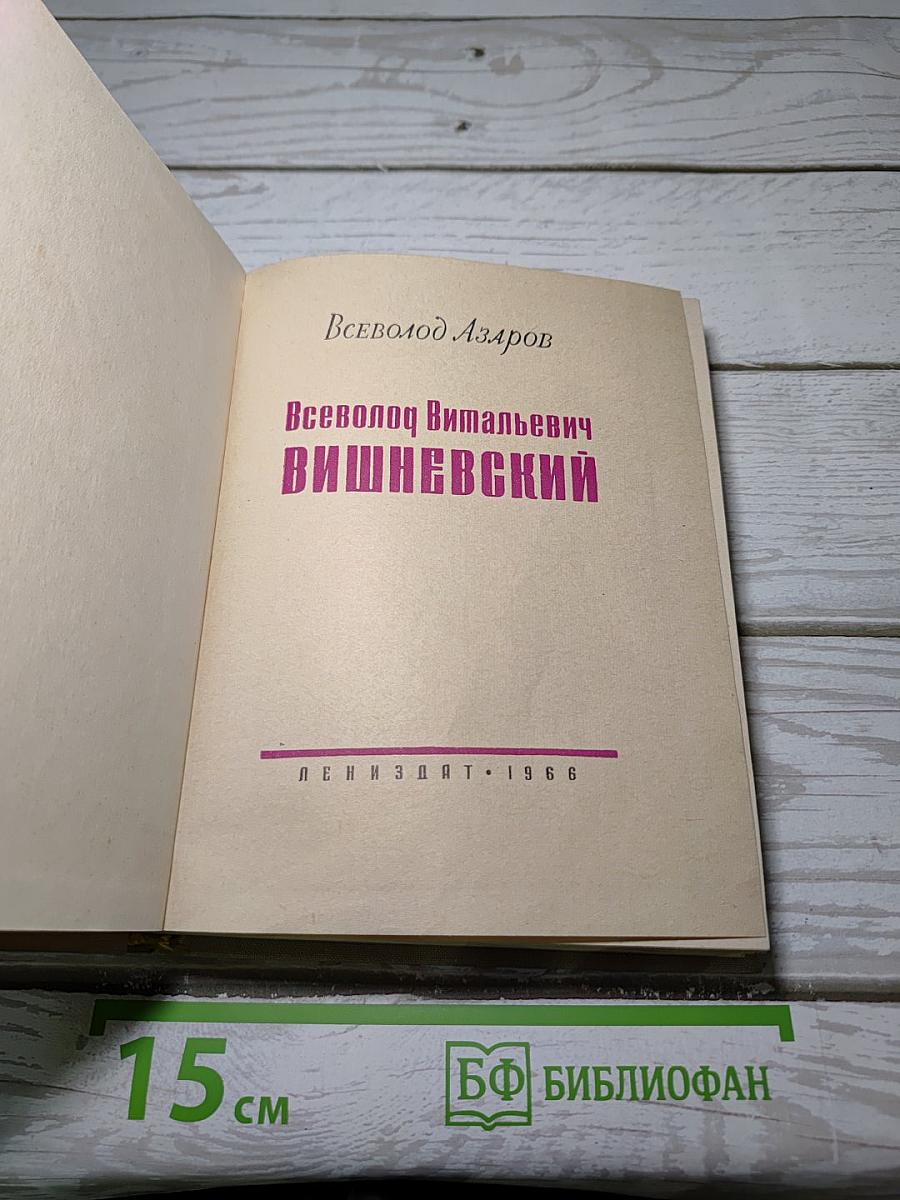 Всеволод Азаров
Всеволод Витальевич
ВИШНЕВСКИЙ
ЛЕНИЗДАТ • 1966
15 см
БФ БИБЛИОФАН